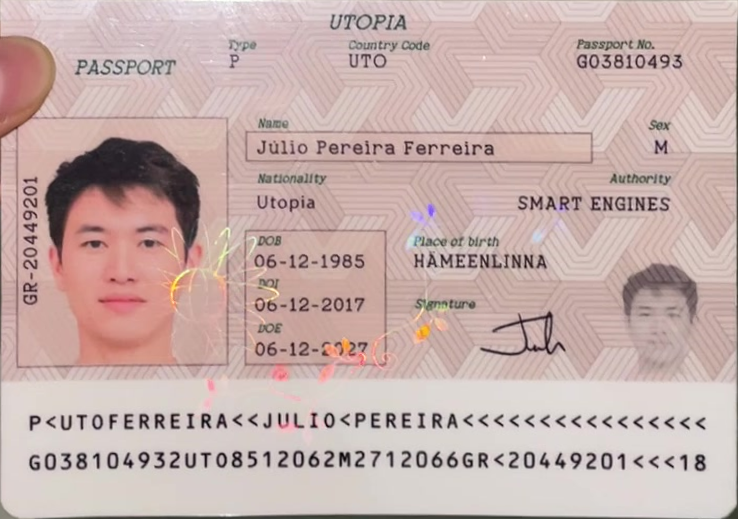 UTOPIA
PASSPORT
Type
P
Country Code
UTO
Passport No.
G03810493
Name
Júlio Pereira Ferreira
Sex
M
Nationality
Utopia
Authority
SMART ENGINES
DOB
06-12-1985
Place of birth
HÄMEENLINNA
DOI
06-12-2017
Signature
DOE
06-12-2027
GR-20449201
P<UTOFERREIRA<<JULIO<PEREIRA<<<<<<<<<<<<<<<<
G038104932UTO8512062M2712066GR<20449201<<<18